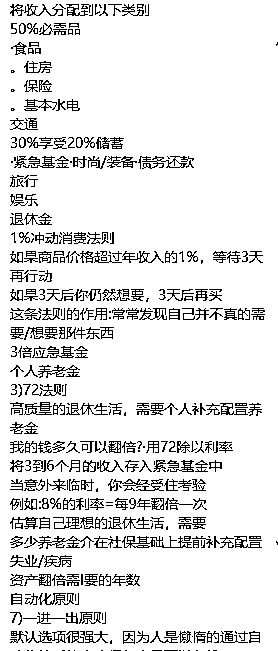 将收入分配到以下类别
50%必需品
·食品
。住房
。保险
。基本水电
交通
30%享受20%储蓄
·紧急基金·时尚/装备·债务还款
旅行
娱乐
退休金
1%冲动消费法则
如果商品价格超过年收入的1%，等待3天
再行动
如果3天后你仍然想要，3天后再买
这条法则的作用:常常发现自己并不真的需
要/想要那件东西
3倍应急基金
个人养老金
3)72法则
高质量的退休生活，需要个人补充配置养
老金
我的钱多久可以翻倍?·用72除以利率
将3到6个月的收入存入紧急基金中
当意外来临时，你会经受住考验
例如:8%的利率=每9年翻倍一次
估算自己理想的退休生活，需要
多少养老金介在社保基础上提前补充配置
失业/疾病
资产翻倍需I要的年数
自动化原则
7)一进一出原则
默认选项很强大，因为人是懒惰的通过自